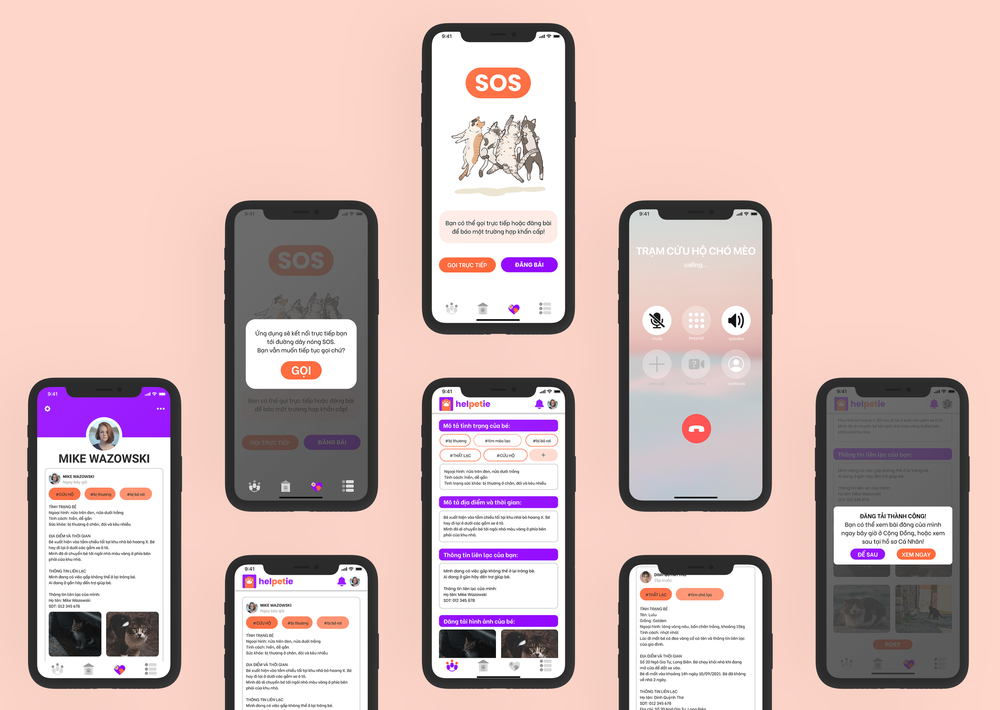 9:41
SOS
Bạn có thể gọi trực tiếp hoặc đăng bài
để báo một trường hợp khẩn cấp!
GỌI TRỰC TIẾP
ĐĂNG BÀI
9:41
SOS
Ứng dụng sẽ kết nối trực tiếp bạn
tới đường dây nóng SOS.
Bạn vẫn muốn tiếp tục gọi chứ?
GỌI
Bạn có thể gọi trực tiếp hoặc đăng bài
để báo một trường hợp khẩn cấp!
GỌI TRỰC TIẾP
ĐĂNG BÀI
9:41
TRẠM CỨU HỘ CHÓ MÈO
calling...
mute
keypad
speaker
contacts
9:41
MIKE WAZOWSKI
MIKE WAZOWSKI
Ngay bây giờ
#CỨU HỘ
#bị thương
#bị bỏ rơi
TÌNH TRẠNG BÉ
Ngoại hình: nửa trên đen, nửa dưới trắng
Tính cách: hiền, dễ gần
Sức khỏe: bị thương ở chân, đói và kêu nhiều
ĐỊA ĐIỂM VÀ THỜI GIAN
Bé xuất hiện vào tầm chiều tối tại khu nhà bỏ hoang X. Bé
hay đi lại ở dưới các gầm xe ô tô.
Mình đã di chuyển bé tới ngôi nhà màu vàng ở phía bên
phải của khu nhà.
THÔNG TIN LIÊN LẠC
Mình đang có việc gấp không thể ở lại trông bé.
Ai đang ở gần hãy đến trợ giúp bé.
Thông tin liên lạc của mình:
Họ tên: Mike Wazowski
SDT: 012 345 678
9:41
helpetie
Mô tả tình trạng của bé:
#bị thương
#tìm mèo lạc
#bị bỏ rơi
#THẤT LẠC
#CỨU HỘ
+
Ngoại hình: nửa trên đen, nửa dưới trắng
Tính cách: hiền, dễ gần
Tình trạng sức khỏe: bị thương ở chân, đói và kêu nhiều
Mô tả địa điểm và thời gian:
Bé xuất hiện vào tầm chiều tối tại khu nhà bỏ hoang X. Bé
hay đi lại ở dưới các gầm xe ô tô.
Mình đã di chuyển bé tới ngôi nhà màu vàng ở phía bên
phải của khu nhà.
Thông tin liên lạc của bạn:
Mình đang có việc gấp không thể ở lại trông bé.
Ai đang ở gần hãy đến trợ giúp bé.
Thông tin liên lạc của mình:
Họ tên: Mike Wazowski
SDT: 012 345 678
Đăng tải hình ảnh của bé:
9:41
helpetie
Thông tin liên lạc của bạn:
ĐĂNG TẢI THÀNH CÔNG!
Bạn có thể xem bài đăng của mình
ngay bây giờ ở Cộng Đồng, hoặc xem
sau tại hồ sơ Cá Nhân!
ĐỂ SAU
XEM NGAY
POST
9:41
helpetie
MIKE WAZOWSKI
Ngay bây giờ
#CỨU HỘ
#bị thương
#bị bỏ rơi
TÌNH TRẠNG BÉ
Ngoại hình: nửa trên đen, nửa dưới trắng
Tính cách: hiền, dễ gần
Sức khỏe: bị thương ở chân, đói và kêu nhiều
ĐỊA ĐIỂM VÀ THỜI GIAN
Bé xuất hiện vào tầm chiều tối tại khu nhà bỏ hoang X. Bé
hay đi lại ở dưới các gầm xe ô tô.
Mình đã di chuyển bé tới ngôi nhà màu vàng ở phía bên
phải của khu nhà.
THÔNG TIN LIÊN LẠC
Mình đang có việc gấp không thể ở lại trông bé.
9:41
#THẤT LẠC
#tìm chó lạc
TÌNH TRẠNG BÉ
Tên: Lulu
Giống: Golden
Ngoại hình: lông vàng nâu, bốn chân trắng, khoảng 15kg
Tính cách: nhút nhát
Lúc đi mất bé có đeo vòng cổ có tên và thông tin liên lạc
của gia đình.
ĐỊA ĐIỂM VÀ THỜI GIAN
Số 20 Ngô Gia Tự, Long Biên. Bé chạy khỏi nhà khi đang
mở cửa để dắt xe vào.
Bé đi mất vào khoảng 14h ngày 10/09/2021. Bé đã không
về nhà 2 ngày.
THÔNG TIN LIÊN LẠC
Họ tên: Đinh Quỳnh Thơ
SDT: 012 345 678
Địa chỉ: Số 20 Ngô Gia Tự, Long Biên